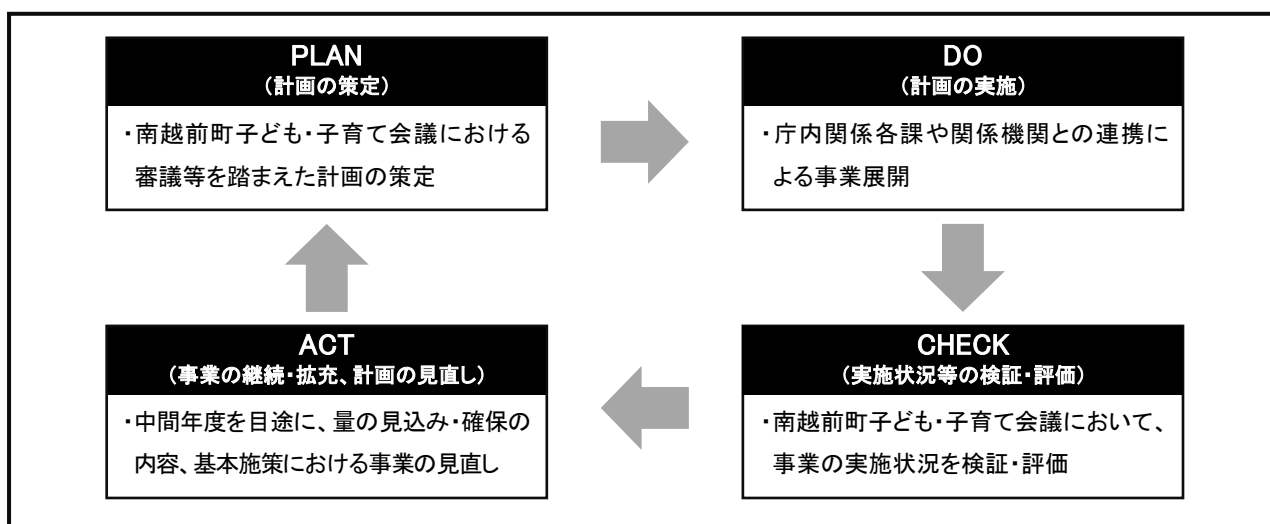 PLAN
（計画の策定）
・南越前町子ども・子育て会議における
審議等を踏まえた計画の策定
DO
（計画の実施）
・庁内関係各課や関係機関との連携に
よる事業展開
ACT
（事業の継続・拡充、計画の見直し）
・中間年度を目途に、量の見込み・確保の
内容、基本施策における事業の見直し
CHECK
（実施状況等の検証・評価）
・南越前町子ども・子育て会議において、
事業の実施状況を検証・評価